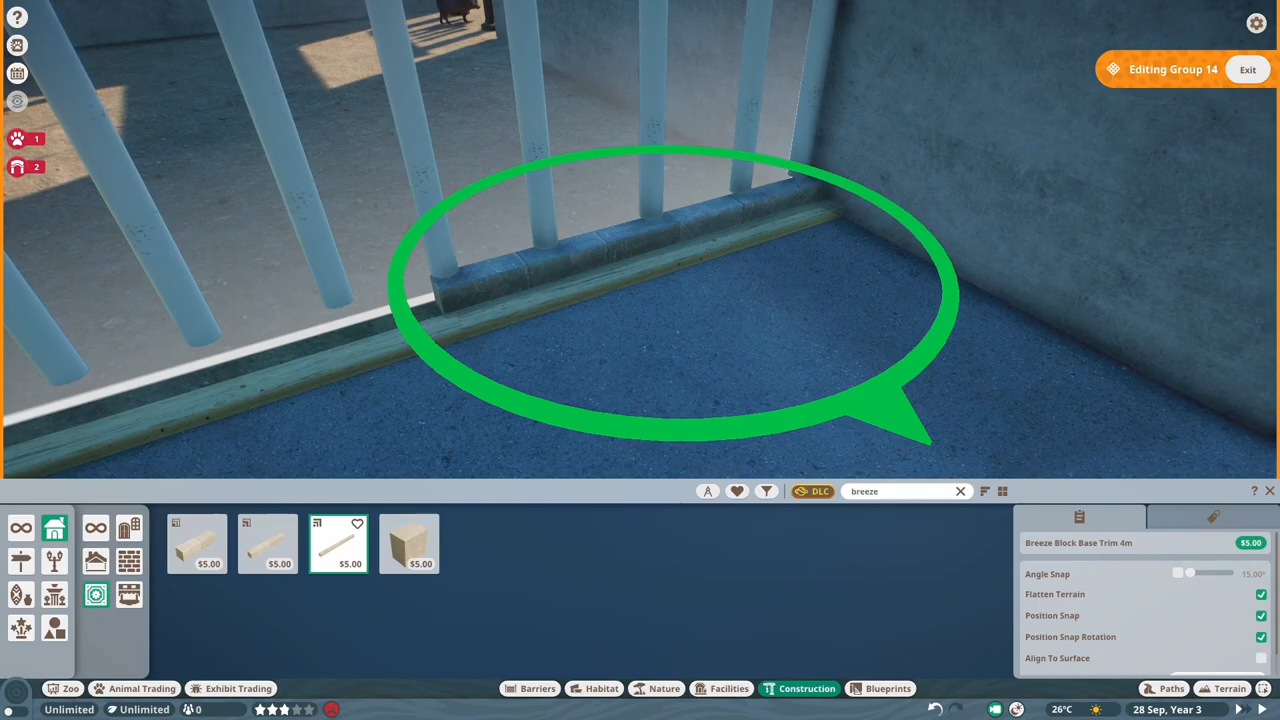 ?
Editing Group 14
Exit
1
2
DLC
breeze
?
$5.00
$5.00
$5.00
$5.00
Breeze Block Base Trim 4m
$5.00
Angle Snap
15.00°
Flatten Terrain
Position Snap
Position Snap Rotation
Align To Surface
Zoo
Animal Trading
Exhibit Trading
Barriers
Habitat
Nature
Facilities
Construction
Blueprints
Paths
Terrain
Unlimited
Unlimited
0
26°C
28 Sep, Year 3